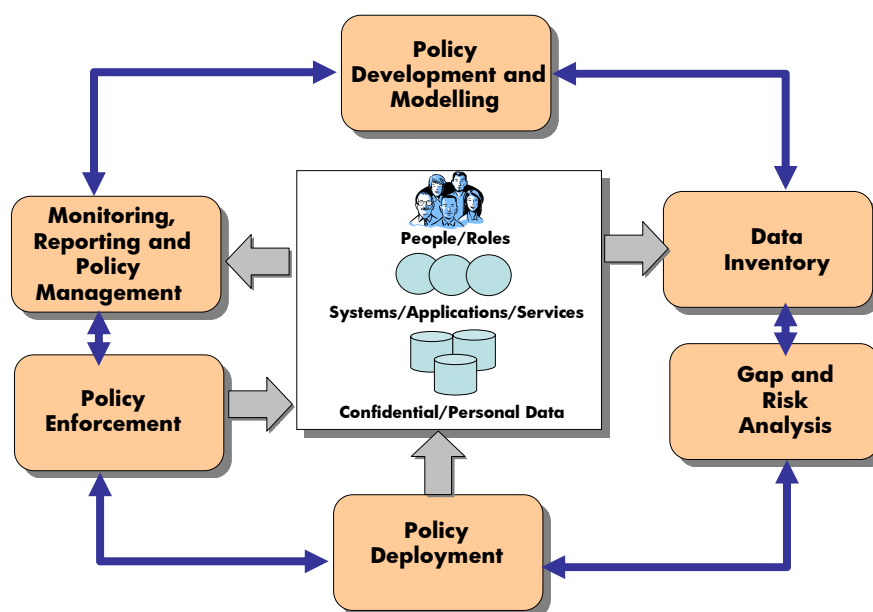 Policy
Development and
Modelling
Monitoring,
Reporting and
Policy
Management
People/Roles
Systems/Applications/Services
Confidential/Personal Data
Data
Inventory
Policy
Enforcement
Gap and
Risk
Analysis
Policy
Deployment